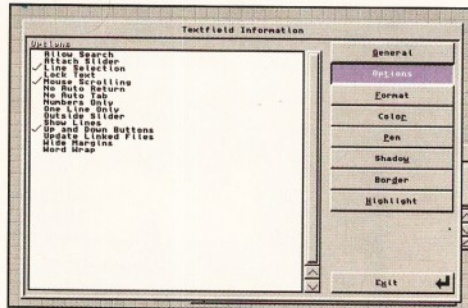 Textfield Information
Options
Allow Search
Attach Slider
Line Selection
Lock Text
Mouse Scrolling
No Auto Return
No Auto Tab
Numbers Only
One Line Only
Outside Slider
Show Lines
Up and Down Buttons
Update Linked Files
Wide Margins
Word Wrap
General
Options
Format
Color
Pen
Shadow
Border
Highlight
Exit